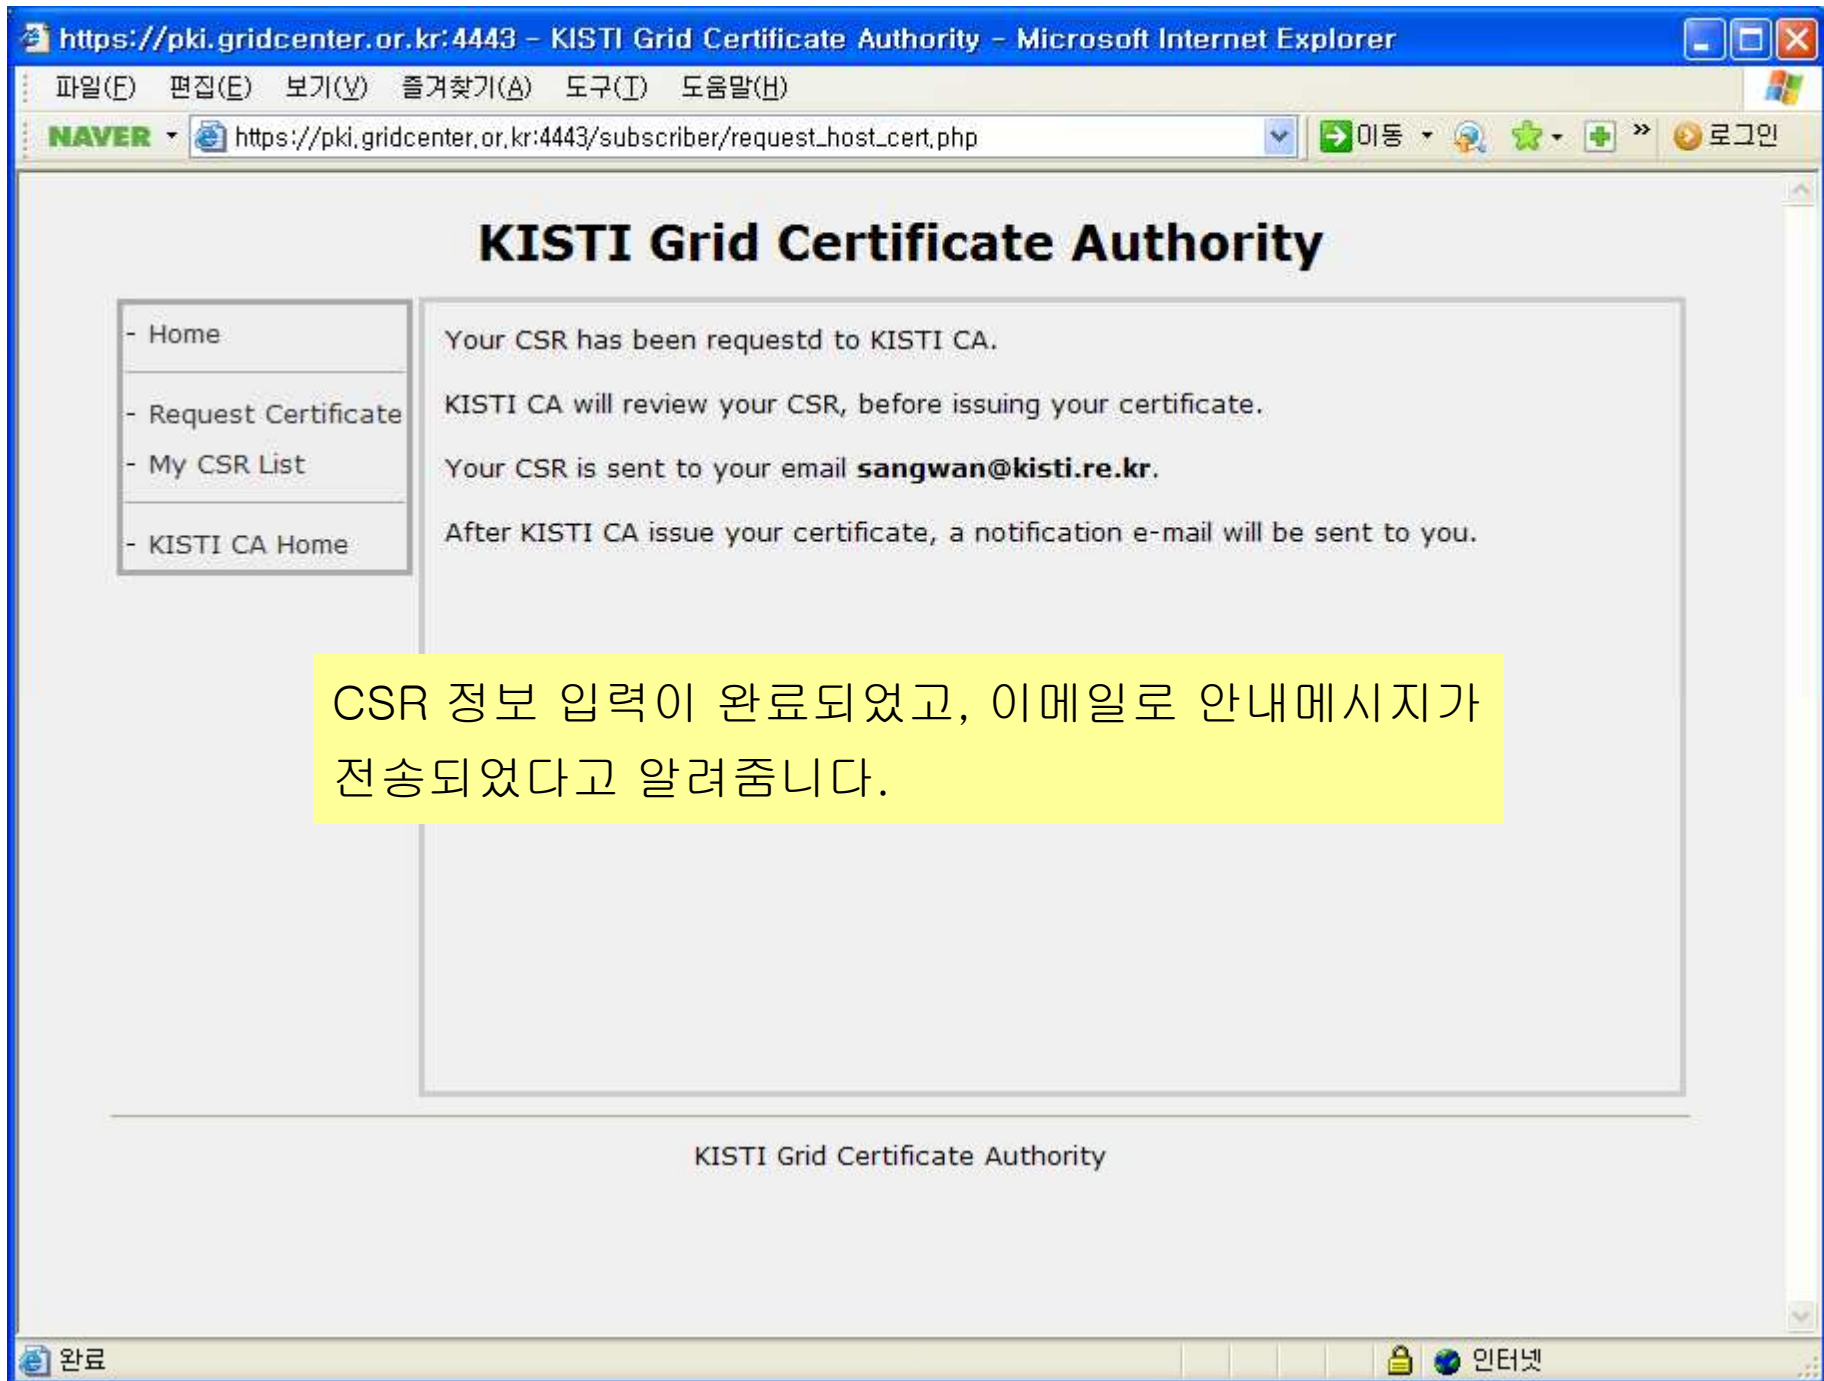 https://pki.gridcenter.or.kr:4443 - KISTI Grid Certificate Authority - Microsoft Internet Explorer
파일(F) 편집(E) 보기(V) 즐겨찾기(A) 도구(T) 도움말(H)
NAVER https://pki.gridcenter.or.kr:4443/subscriber/request_host_cert.php 이동 » 로그인
KISTI Grid Certificate Authority
- Home
- Request Certificate
- My CSR List
- KISTI CA Home
Your CSR has been requestd to KISTI CA.
KISTI CA will review your CSR, before issuing your certificate.
Your CSR is sent to your email sangwan@kisti.re.kr.
After KISTI CA issue your certificate, a notification e-mail will be sent to you.
CSR 정보 입력이 완료되었고, 이메일로 안내메시지가
전송되었다고 알려줌니다.
KISTI Grid Certificate Authority
완료 인터넷